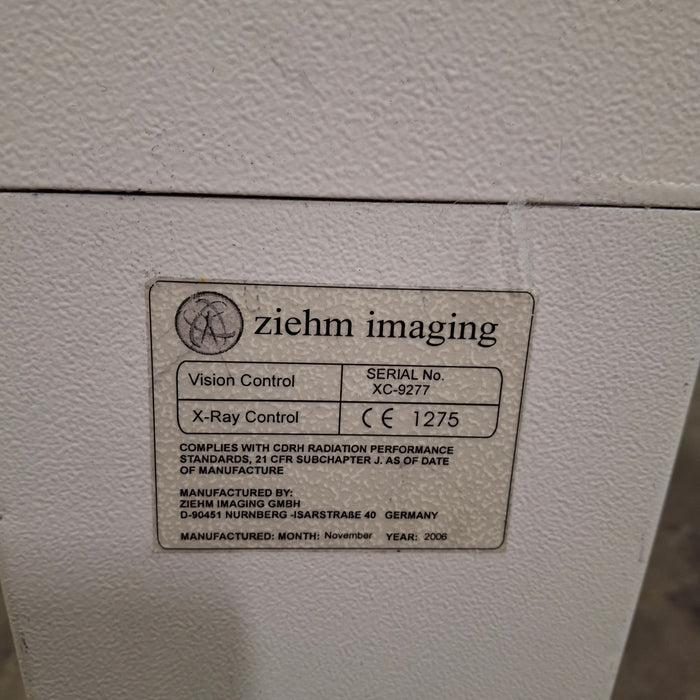 ziehm imaging
Vision Control
SERIAL No.
XC-9277
X-Ray Control
CE 1275
COMPLIES WITH CDRH RADIATION PERFORMANCE
STANDARDS, 21 CFR SUBCHAPTER J. AS OF DATE
OF MANUFACTURE
MANUFACTURED BY:
ZIEHM IMAGING GMBH
D-90451 NURNBERG -ISARSTRAßE 40 GERMANY
MANUFACTURED: MONTH: November YEAR: 2006